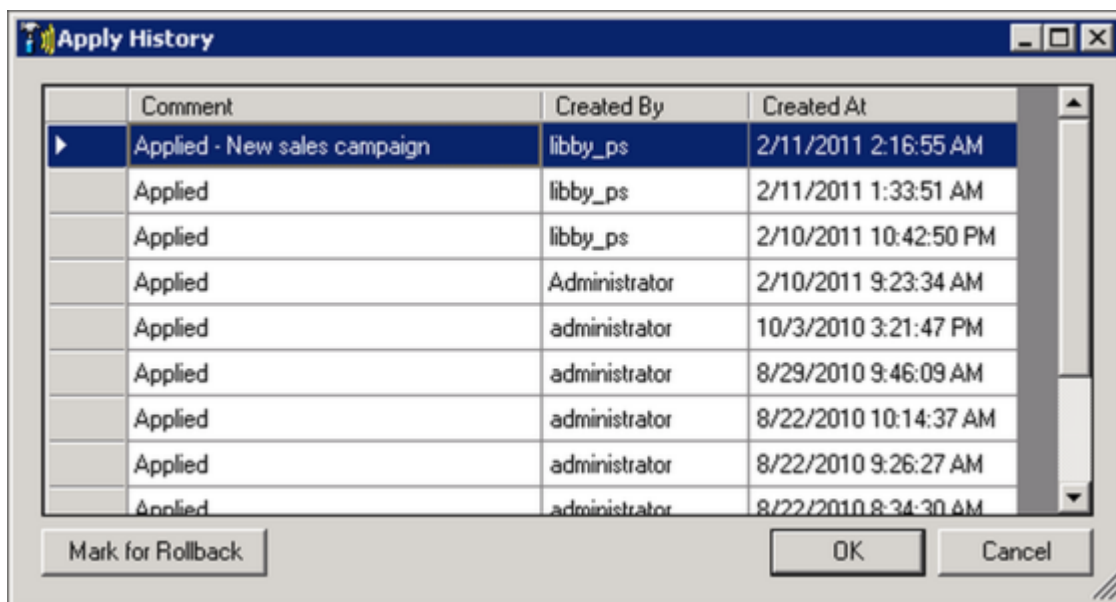 Apply History
Comment Created By Created At
Applied - New sales campaign libby_ps 2/11/2011 2:16:55 AM
Applied libby_ps 2/11/2011 1:33:51 AM
Applied libby_ps 2/10/2011 10:42:50 PM
Applied Administrator 2/10/2011 9:23:34 AM
Applied administrator 10/3/2010 3:21:47 PM
Applied administrator 8/29/2010 9:46:09 AM
Applied administrator 8/22/2010 10:14:37 AM
Applied administrator 8/22/2010 9:26:27 AM
Applied administrator 8/22/2010 8:34:30 AM
Mark for Rollback OK Cancel